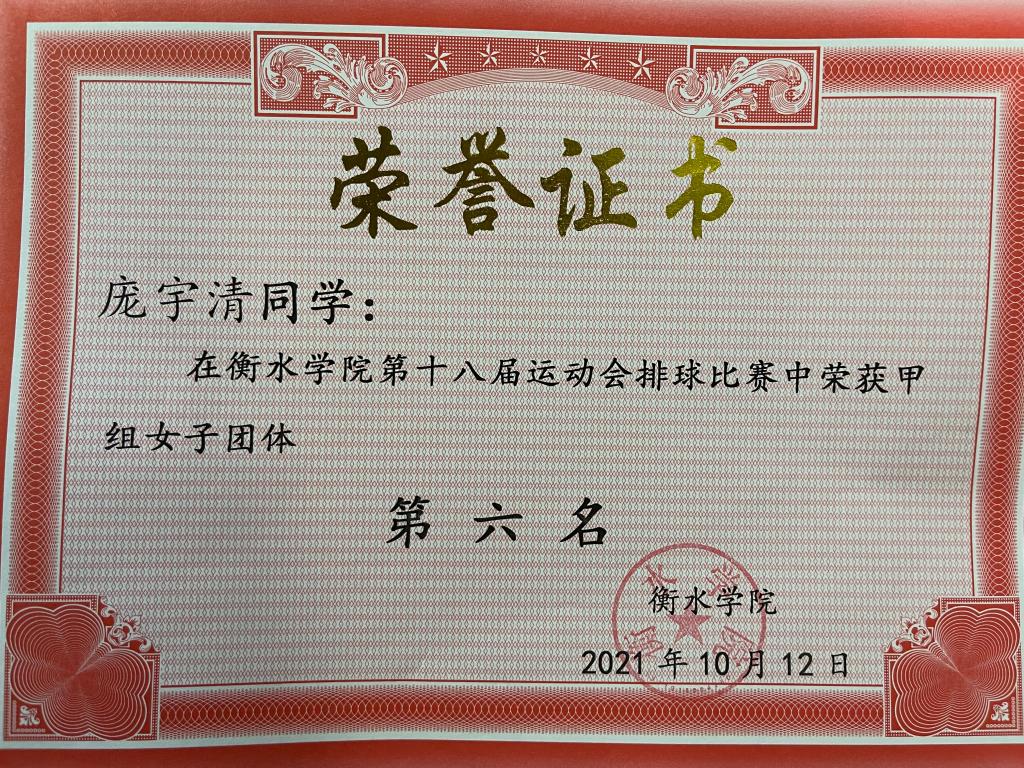 荣誉证书
庞宇清同学：
在衡水学院第十八届运动会排球比赛中荣获甲
组女子团体
第六名
衡水学院
2021年10月12日